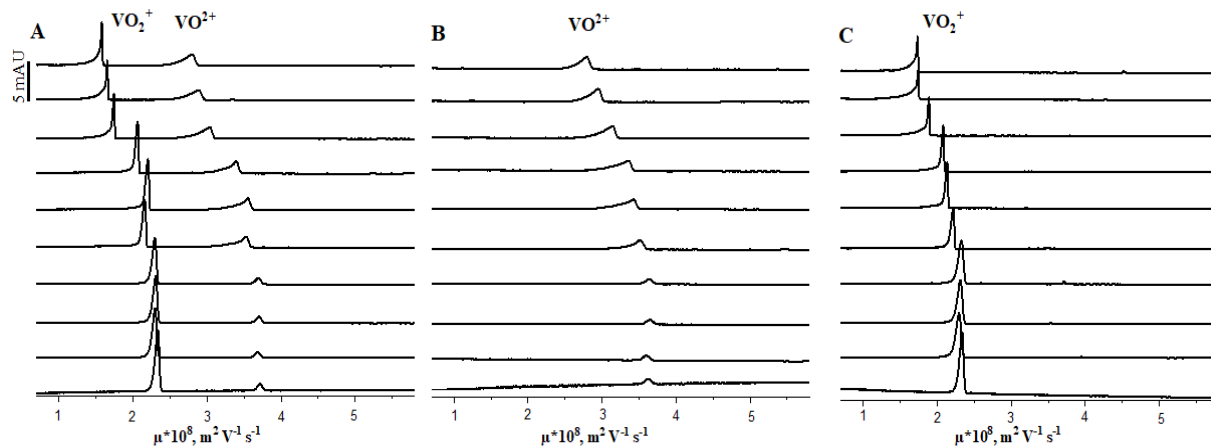 A VO₂⁺ VO²⁺
5 mAU
1 2 3 4 5
μ*10⁸, m² V⁻¹ s⁻¹
B VO²⁺
1 2 3 4 5
μ*10⁸, m² V⁻¹ s⁻¹
C VO₂⁺
1 2 3 4 5
μ*10⁸, m² V⁻¹ s⁻¹